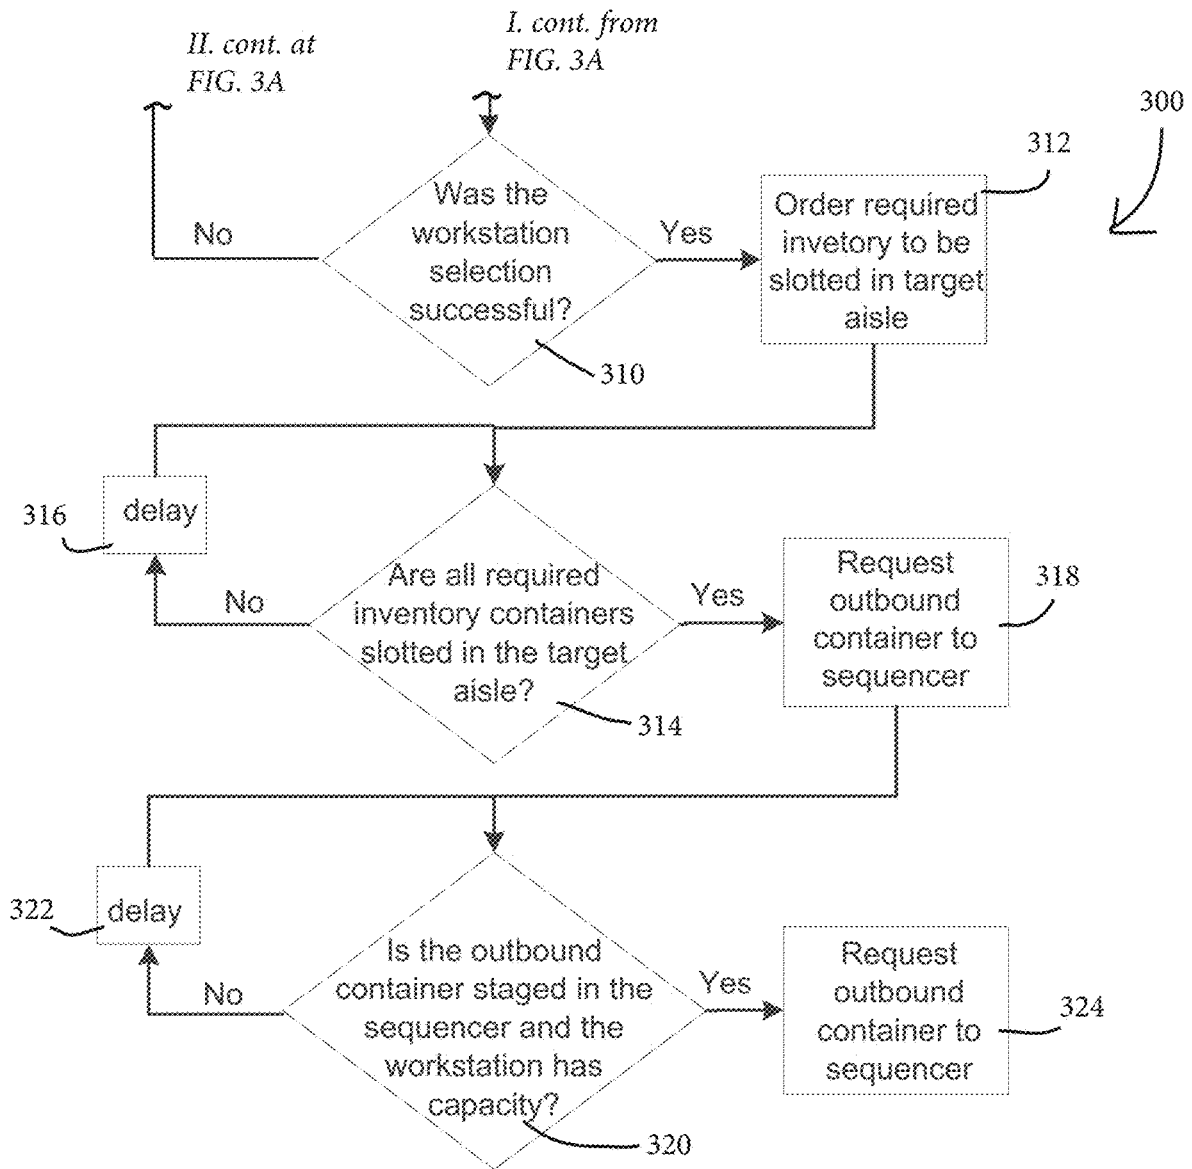 II. cont. at
FIG. 3A
I. cont. from
FIG. 3A
300
312
Was the
workstation
selection
successful?
No
Yes
Order required
invetory to be
slotted in target
aisle
310
delay
316
No
Are all required
inventory containers
slotted in the target
aisle?
Yes
Request
outbound
container to
sequencer
318
314
delay
322
No
Is the outbound
container staged in the
sequencer and the
workstation has
capacity?
Yes
Request
outbound
container to
sequencer
324
320